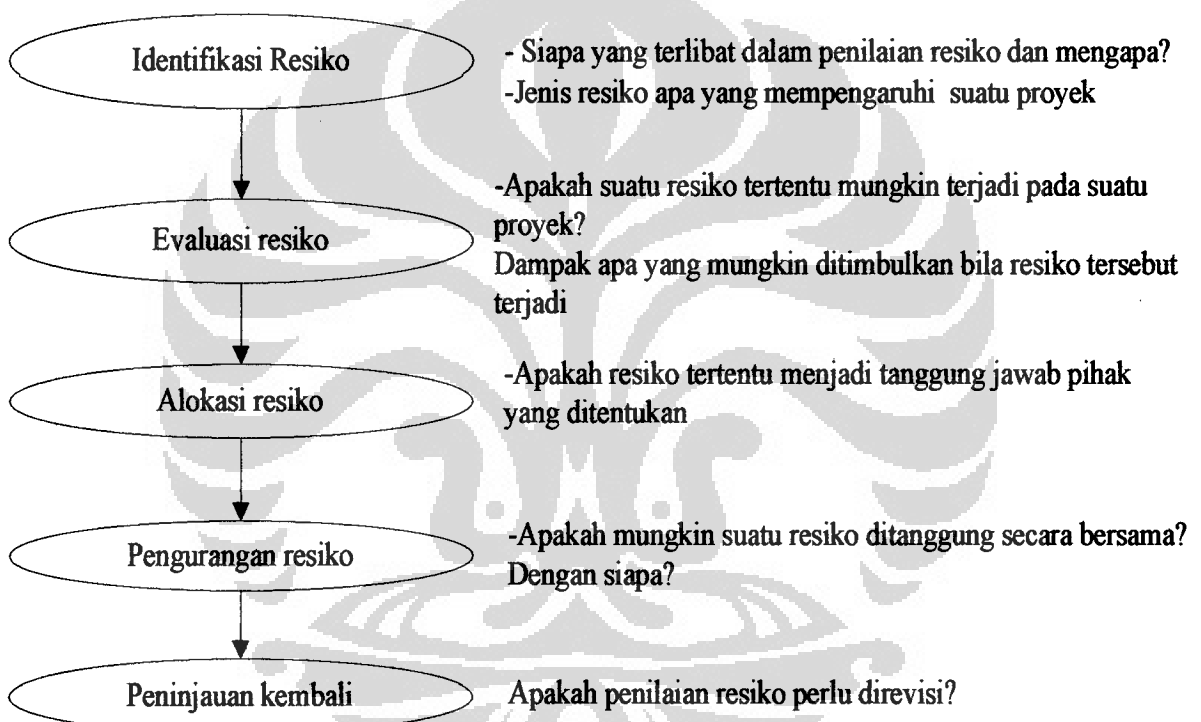 Identifikasi Resiko
- Siapa yang terlibat dalam penilaian resiko dan mengapa?
-Jenis resiko apa yang mempengaruhi suatu proyek
Evaluasi resiko
-Apakah suatu resiko tertentu mungkin terjadi pada suatu
proyek?
Dampak apa yang mungkin ditimbulkan bila resiko tersebut
terjadi
Alokasi resiko
-Apakah resiko tertentu menjadi tanggung jawab pihak
yang ditentukan
Pengurangan resiko
-Apakah mungkin suatu resiko ditanggung secara bersama?
Dengan siapa?
Peninjauan kembali
Apakah penilaian resiko perlu direvisi?